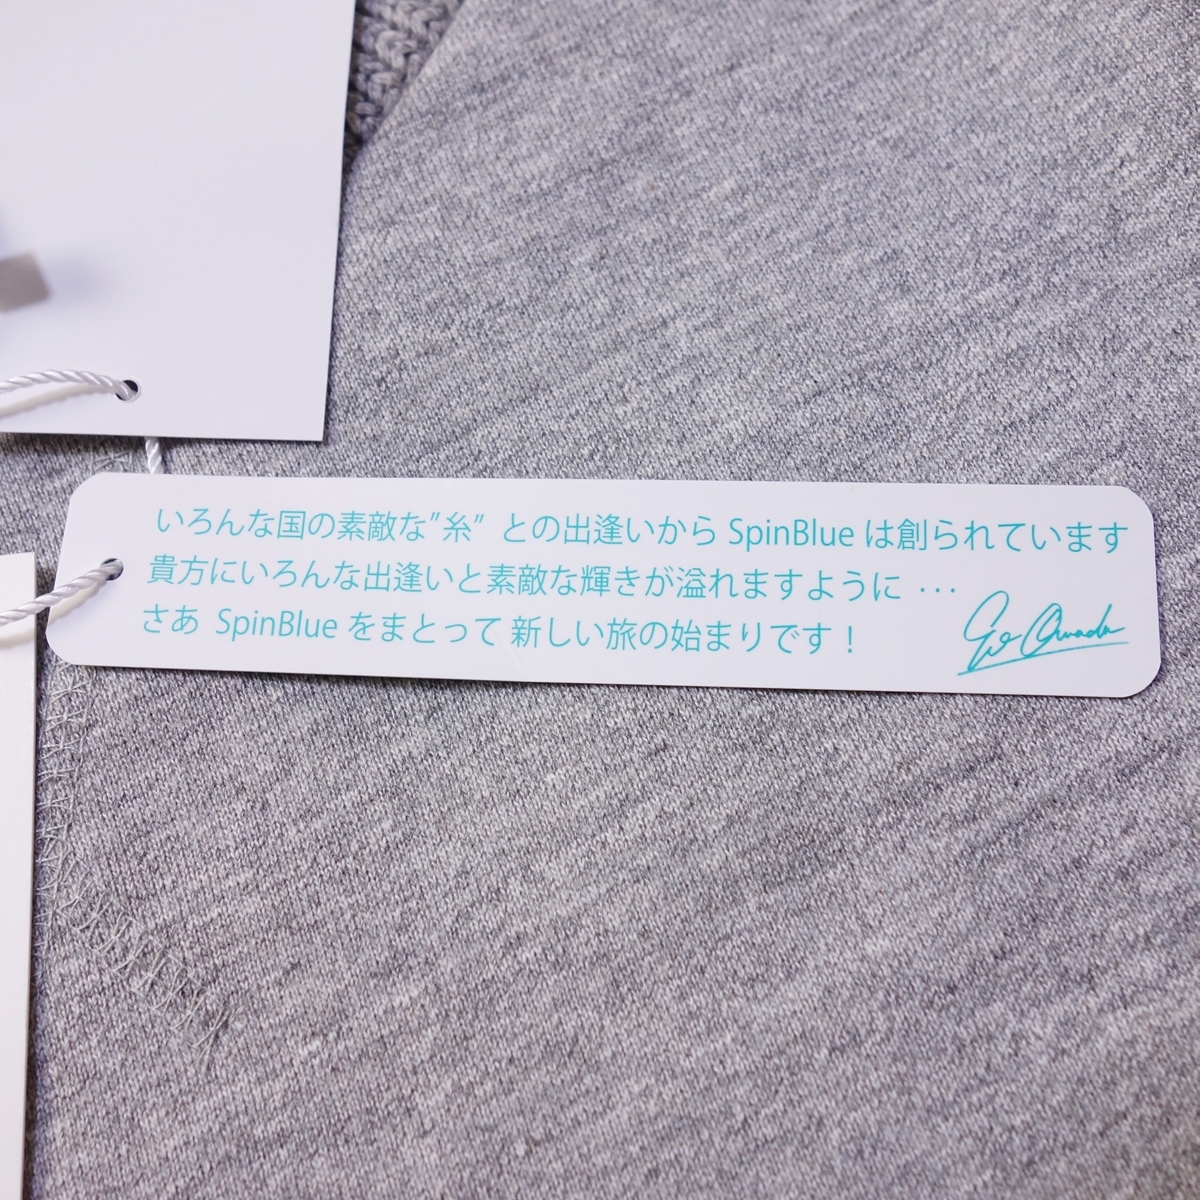 いろんな国の素敵な"糸" との出逢いから SpinBlue は創られています
貴方にいろんな出逢いと素敵な輝きが溢れますように ･･･
さあ SpinBlue をまとって 新しい旅の始まりです！